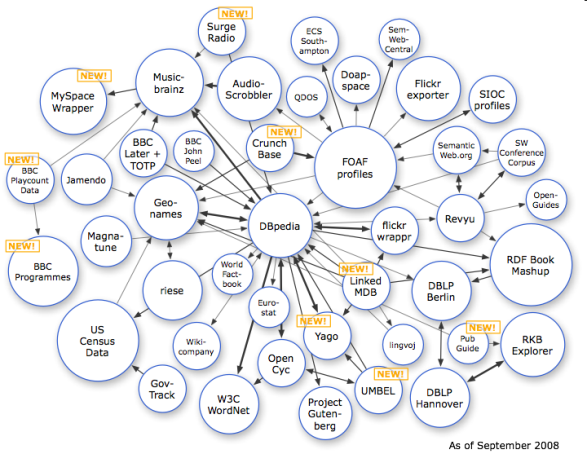 NEW!
Surge
Radio
ECS
South-
ampton
Sem-
Web-
Central
NEW!
MySpace
Wrapper
Music-
brainz
Audio-
Scrobbler
QDOS
Doap-
space
Flickr
exporter
SIOC
profiles
NEW!
BBC
Playcount
Data
Jamendo
BBC
Later +
TOTP
BBC
John
Peel
NEW!
Crunch
Base
FOAF
profiles
Semantic
Web.org
SW
Conference
Corpus
Geo-
names
DBpedia
flickr
wrappr
Revyu
Open-
Guides
Magna-
tune
NEW!
BBC
Programmes
riese
World
Fact-
book
NEW!
Linked
MDB
DBLP
Berlin
RDF Book
Mashup
US
Census
Data
Wiki-
company
Euro-
stat
NEW!
Yago
lingvoj
NEW!
Pub
Guide
RKB
Explorer
Gov-
Track
W3C
WordNet
Open
Cyc
Project
Guten-
berg
NEW!
UMBEL
DBLP
Hannover
As of September 2008